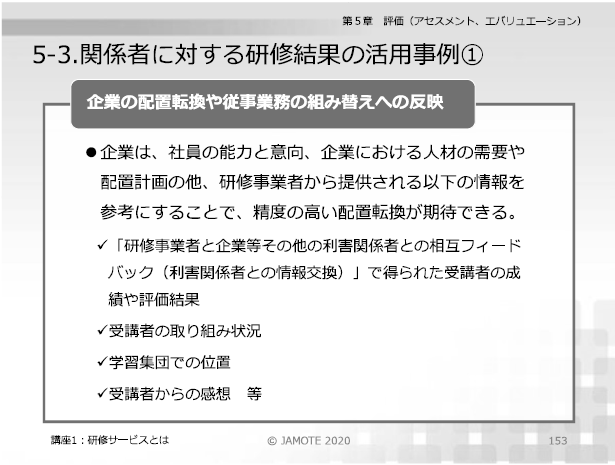 第５章　評価（アセスメント、エバリュエーション）
5-3.関係者に対する研修結果の活用事例①
企業の配置転換や従事業務の組み替えへの反映
●企業は、社員の能力と意向、企業における人材の需要や
配置計画の他、研修事業者から提供される以下の情報を
参考にすることで、精度の高い配置転換が期待できる。
✓「研修事業者と企業等その他の利害関係者との相互フィード
バック（利害関係者との情報交換）」で得られた受講者の成
績や評価結果
✓受講者の取り組み状況
✓学習集団での位置
✓受講者からの感想　等
講座1：研修サービスとは
© JAMOTE 2020
153